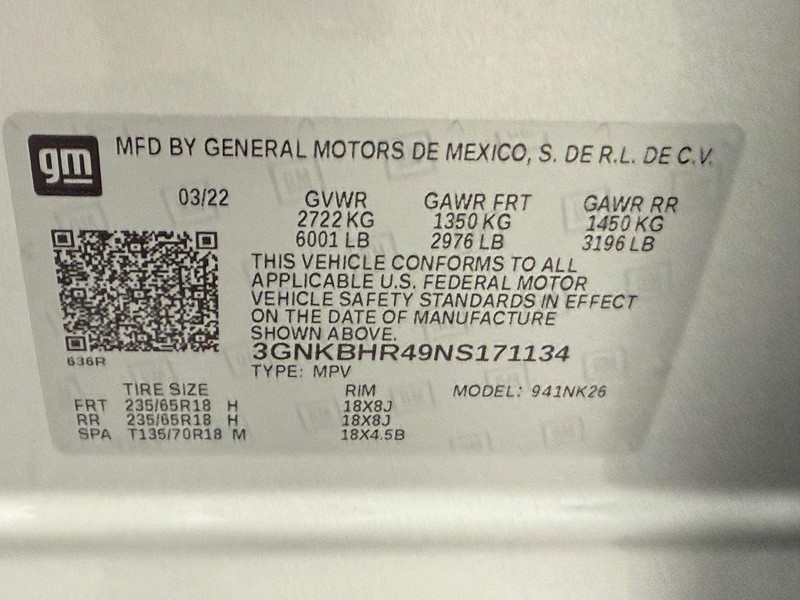 gm
MFD BY GENERAL MOTORS DE MEXICO, S. DE R.L. DE C.V.
03/22 GVWR GAWR FRT GAWR RR
2722 KG 1350 KG 1450 KG
6001 LB 2976 LB 3196 LB
THIS VEHICLE CONFORMS TO ALL
APPLICABLE U.S. FEDERAL MOTOR
VEHICLE SAFETY STANDARDS IN EFFECT
ON THE DATE OF MANUFACTURE
SHOWN ABOVE.
3GNKBHR49NS171134
636R
TYPE: MPV
TIRE SIZE RIM MODEL: 941NK26
FRT 235/65R18 H 18X8J
RR 235/65R18 H 18X8J
SPA T135/70R18 M 18X4.5B